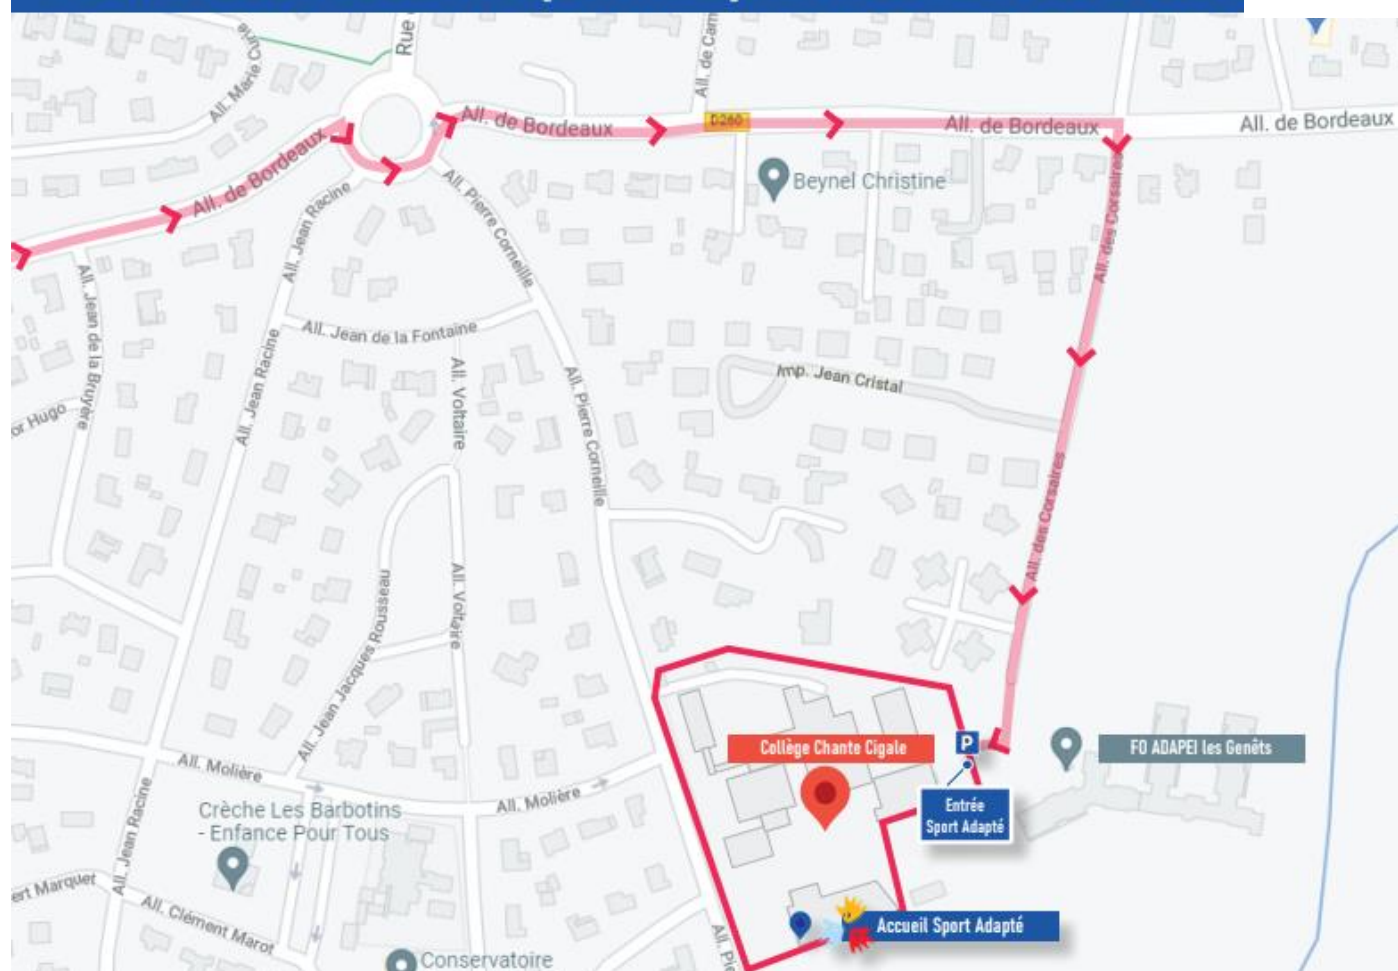 Rue
All. Marie Curie
All. de Bordeaux
All. de Bordeaux
D260
All. de Bordeaux
All. de Bordeaux
Beynel Christine
All. Jean Racine
All. Pierre Corneille
All. des Corsaires
All. Jean de la Bruyère
All. Jean de la Fontaine
All. Jean Racine
All. Voltaire
All. Pierre Corneille
Imp. Jean Cristal
or Hugo
All. des Corsaires
All. Jean Jacques Rousseau
All. Voltaire
Collège Chante Cigale
P
FO ADAPEI les Genêts
All. Molière
All. Molière
Entrée
Sport Adapté
Crèche Les Barbotins
- Enfance Pour Tous
All. Jean Racine
ert Marquet
All. Clément Marot
Accueil Sport Adapté
All. Pie
Conservatoire